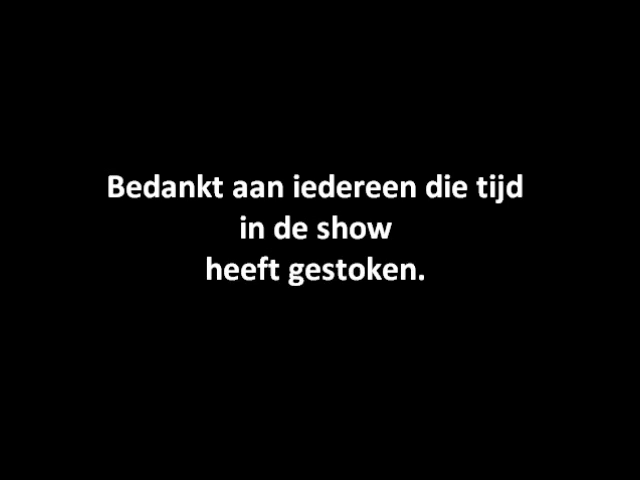 Bedankt aan iedereen die tijd
in de show
heeft gestoken.